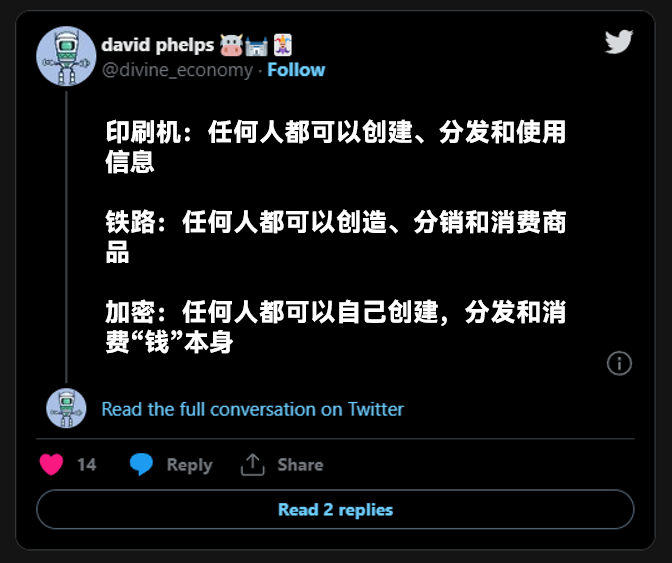 david phelps 🐮🏰🃏
@divine_economy · Follow
印刷机：任何人都可以创建、分发和使用
信息
铁路：任何人都可以创造、分销和消费商
品
加密：任何人都可以自己创建，分发和消
费“钱”本身
Read the full conversation on Twitter
14 Reply Share
Read 2 replies